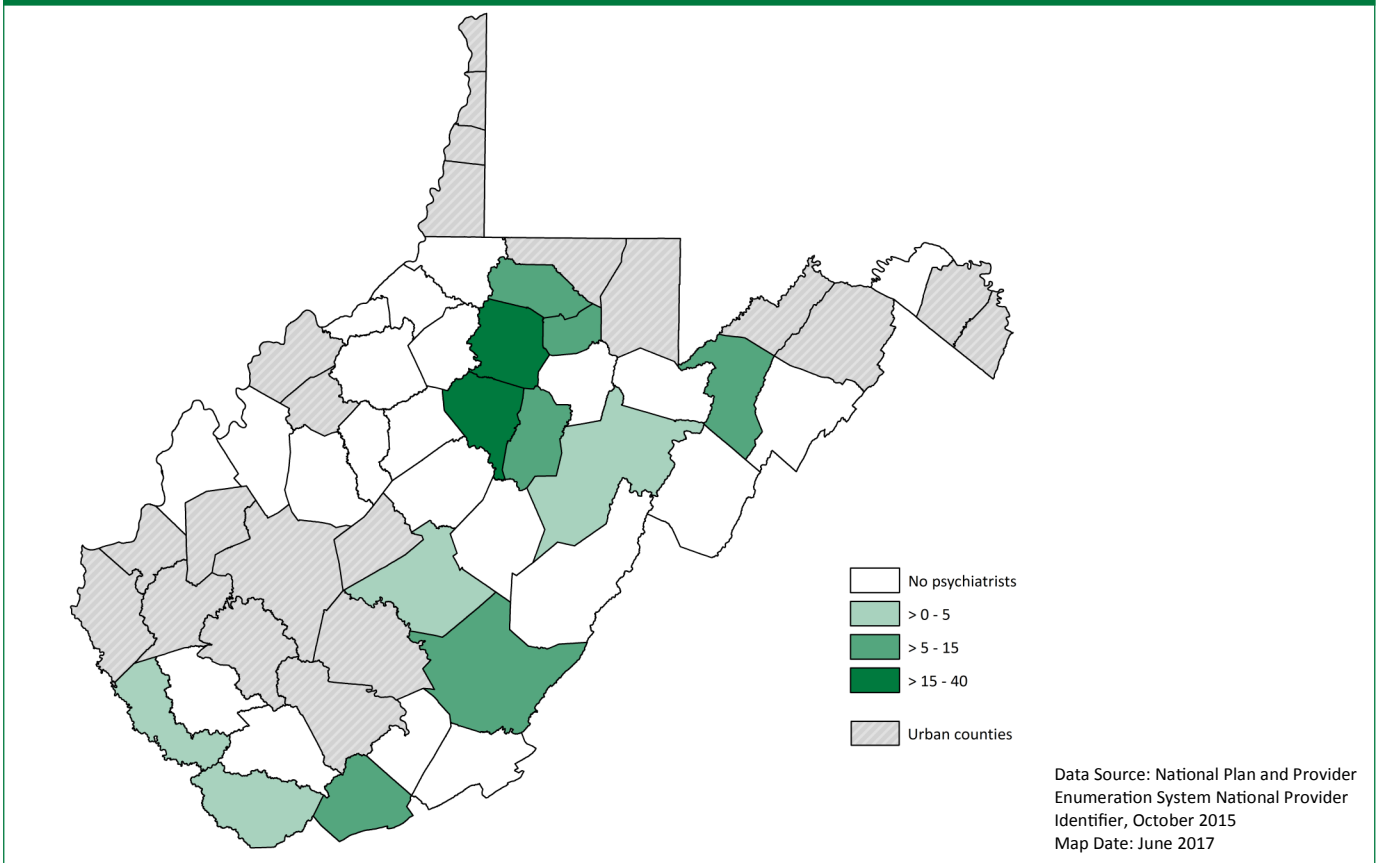 No psychiatrists
> 0 - 5
> 5 - 15
> 15 - 40
Urban counties
Data Source: National Plan and Provider
Enumeration System National Provider
Identifier, October 2015
Map Date: June 2017